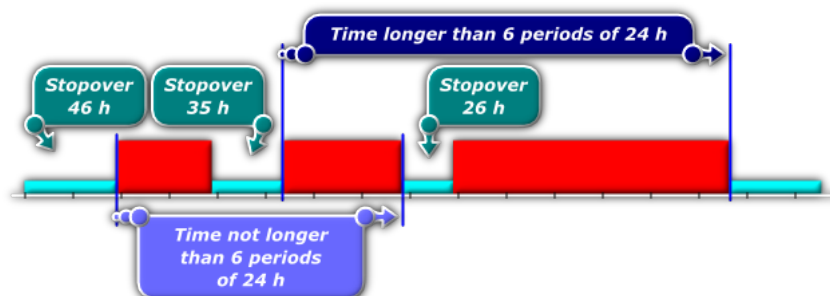 Time longer than 6 periods of 24 h
Stopover
46 h
Stopover
35 h
Stopover
26 h
Time not longer
than 6 periods
of 24 h